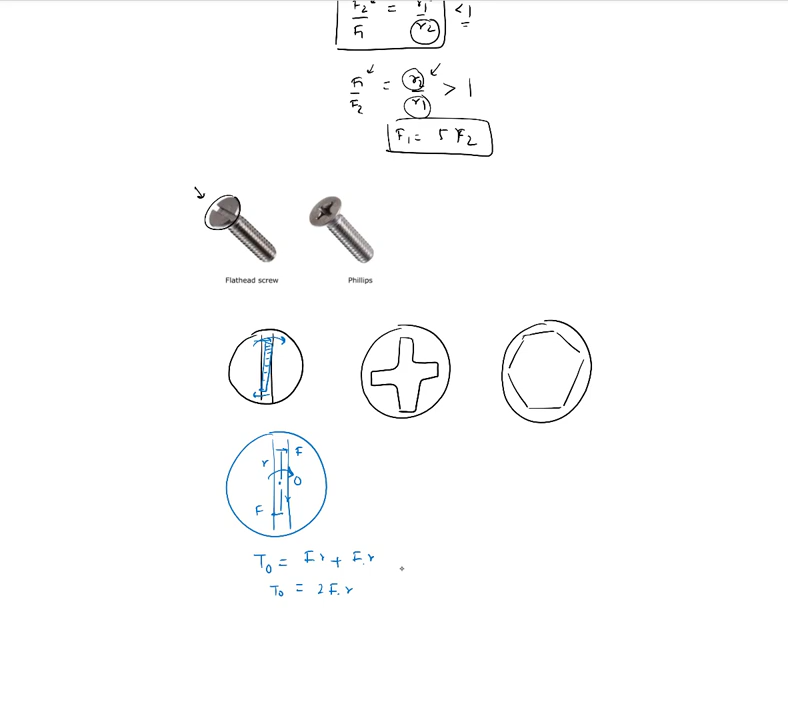 F₂ / F₁ = r₁ / r₂ < 1
F₁ / F₂ = r₂ / r₁ > 1
F₁ = 5 F₂
Flathead screw Phillips
F
r
O
r
F
T₀ = F r + F.r
T₀ = 2 F. r